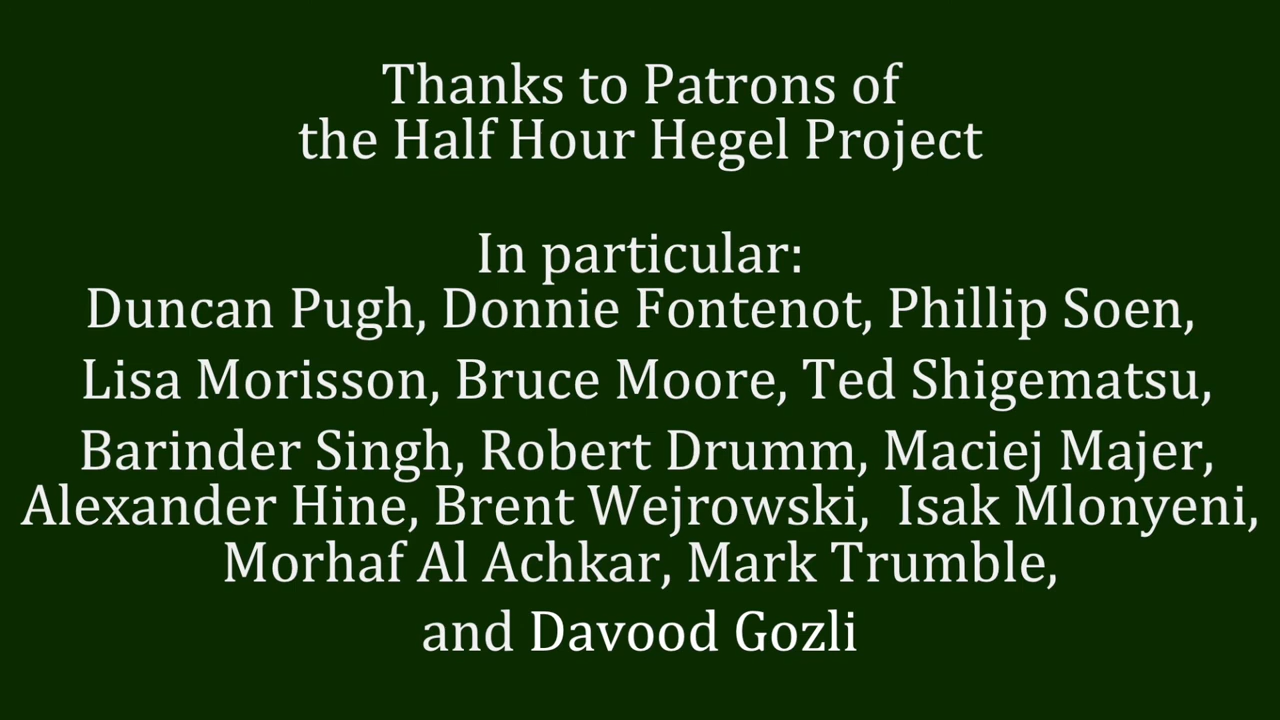 Thanks to Patrons of
the Half Hour Hegel Project
In particular:
Duncan Pugh, Donnie Fontenot, Phillip Soen,
Lisa Morisson, Bruce Moore, Ted Shigematsu,
Barinder Singh, Robert Drumm, Maciej Majer,
Alexander Hine, Brent Wejrowski, Isak Mlonyeni,
Morhaf Al Achkar, Mark Trumble,
and Davood Gozli